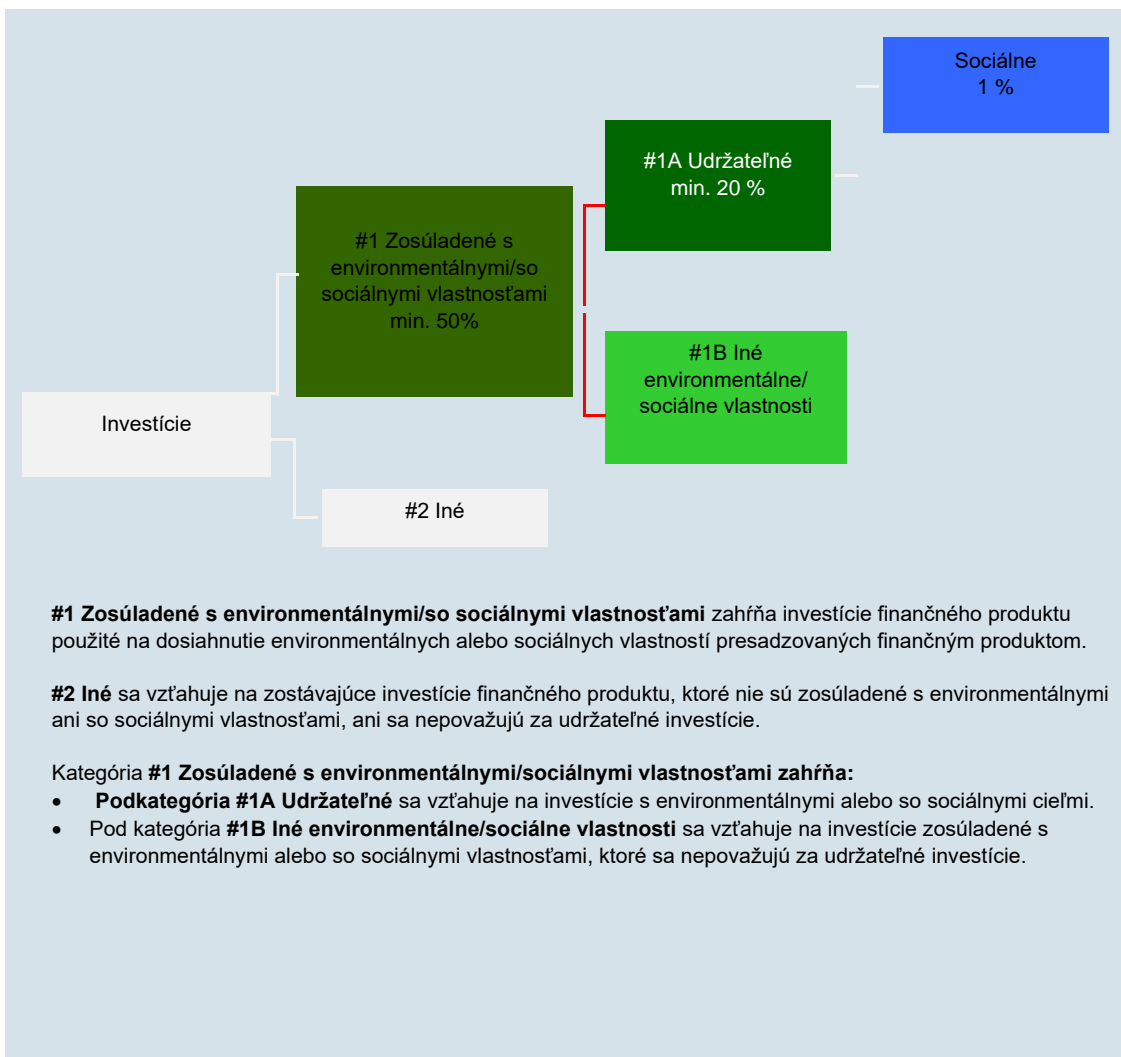 Sociálne
1 %
#1A Udržateľné
min. 20 %
#1 Zosúladené s
environmentálnymi/so
sociálnymi vlastnosťami
min. 50%
#1B Iné
environmentálne/
sociálne vlastnosti
Investície
#2 Iné
#1 Zosúladené s environmentálnymi/so sociálnymi vlastnosťami zahŕňa investície finančného produktu
použité na dosiahnutie environmentálnych alebo sociálnych vlastností presadzovaných finančným produktom.
#2 Iné sa vzťahuje na zostávajúce investície finančného produktu, ktoré nie sú zosúladené s environmentálnymi
ani so sociálnymi vlastnosťami, ani sa nepovažujú za udržateľné investície.
Kategória #1 Zosúladené s environmentálnymi/sociálnymi vlastnosťami zahŕňa:
• Podkategória #1A Udržateľné sa vzťahuje na investície s environmentálnymi alebo so sociálnymi cieľmi.
• Pod kategória #1B Iné environmentálne/sociálne vlastnosti sa vzťahuje na investície zosúladené s
environmentálnymi alebo so sociálnymi vlastnosťami, ktoré sa nepovažujú za udržateľné investície.